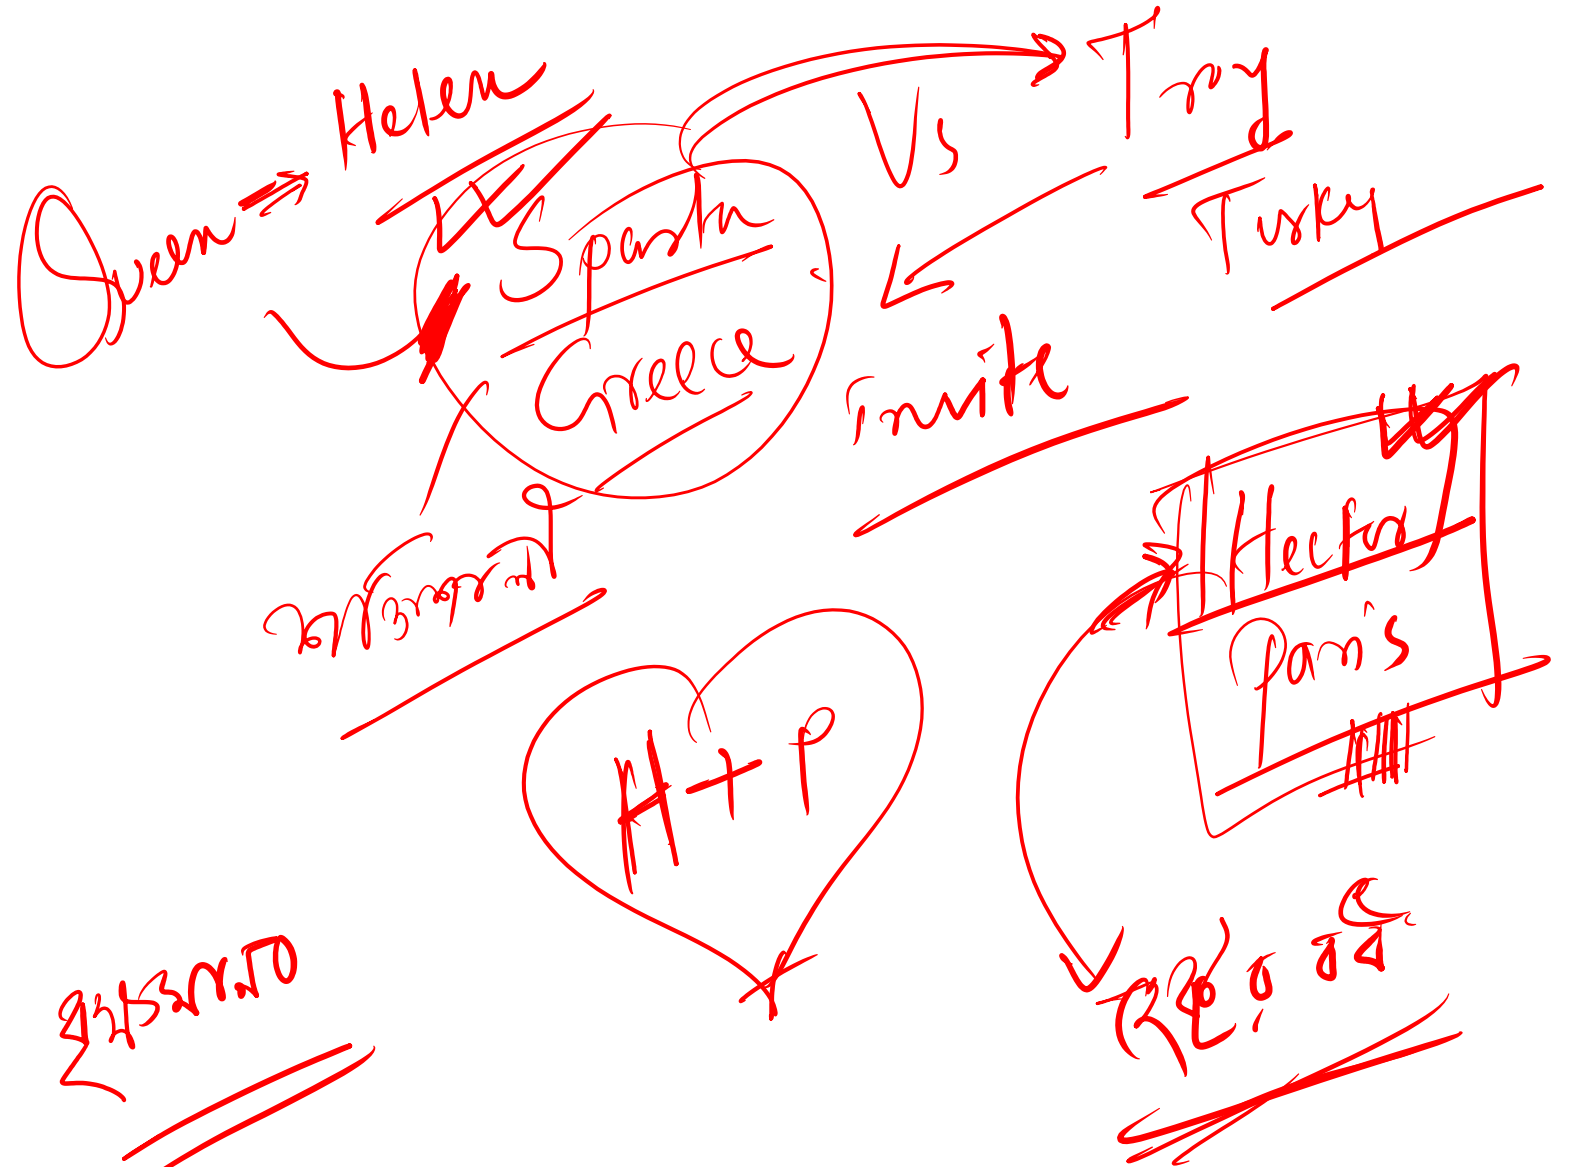 Queen Helen
Sparta
Greece
Vs
Troy
Turky
invite
Hector
Paris
H + P